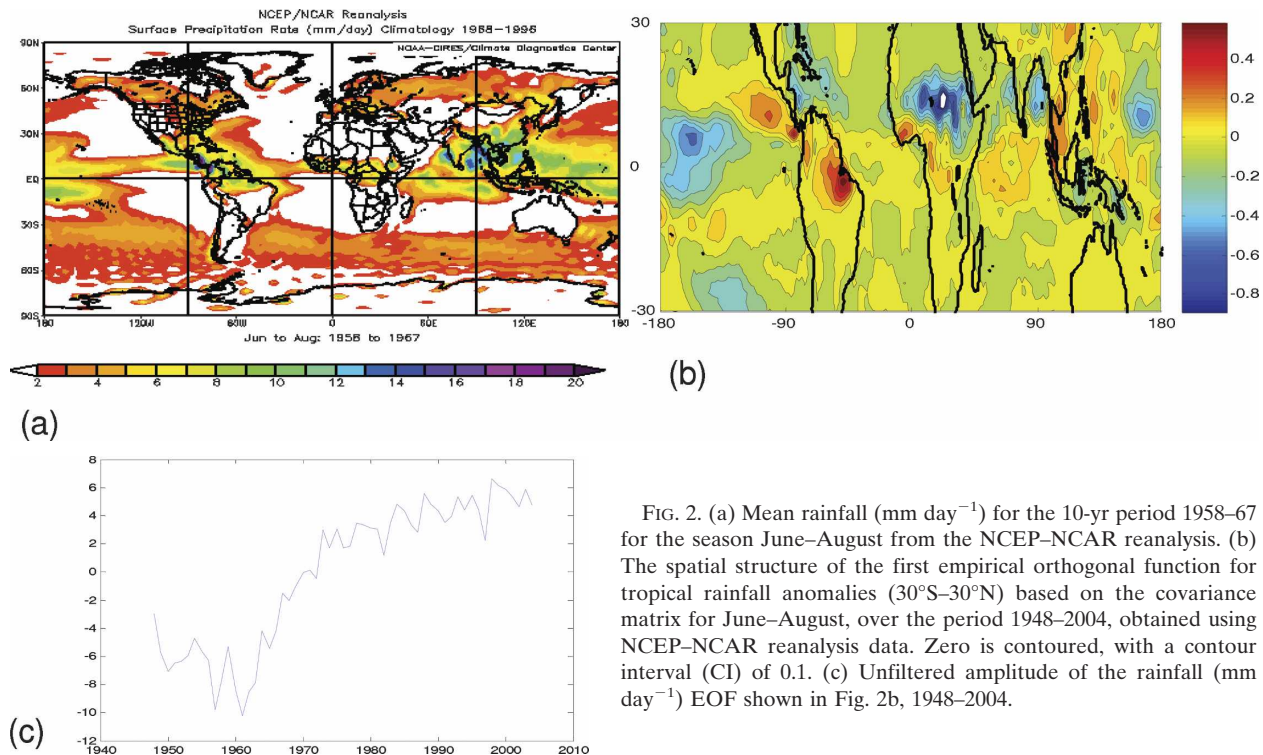 NCEP/NCAR Reanalysis
Surface Precipitation Rate (mm/day) Climatology 1968-1996
NOAA-CIRES/Climate Diagnostics Center
90N
60N
30N
EQ
30S
60S
90S
180
120W
60W
0
60E
120E
180
Jun to Aug: 1958 to 1967
2 4 6 8 10 12 14 16 18 20
(a)
30
0
-30
-180 -90 0 90 180
0.4
0.2
0
-0.2
-0.4
-0.6
-0.8
(b)
8
6
4
2
0
-2
-4
-6
-8
-10
-12
1940 1950 1960 1970 1980 1990 2000 2010
(c)
FIG. 2. (a) Mean rainfall (mm day−1) for the 10-yr period 1958–67
for the season June–August from the NCEP–NCAR reanalysis. (b)
The spatial structure of the first empirical orthogonal function for
tropical rainfall anomalies (30°S–30°N) based on the covariance
matrix for June–August, over the period 1948–2004, obtained using
NCEP–NCAR reanalysis data. Zero is contoured, with a contour
interval (CI) of 0.1. (c) Unfiltered amplitude of the rainfall (mm
day−1) EOF shown in Fig. 2b, 1948–2004.